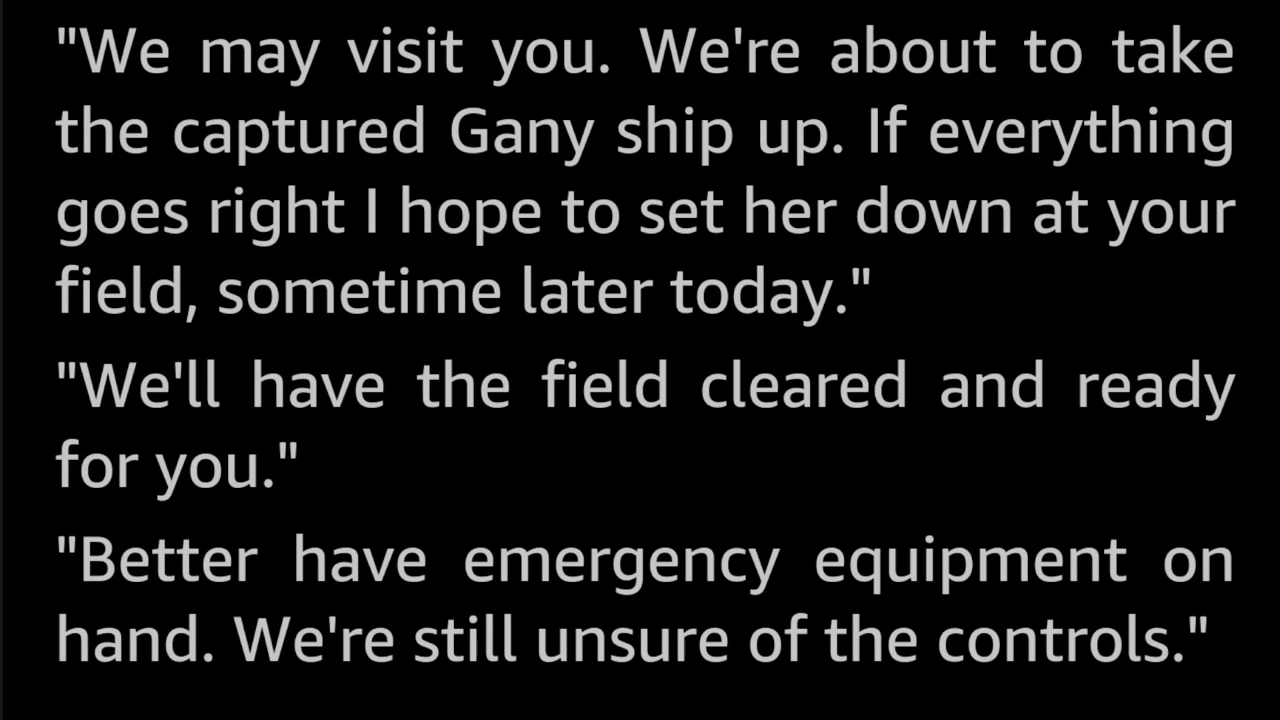 "We may visit you. We're about to take
the captured Gany ship up. If everything
goes right I hope to set her down at your
field, sometime later today."
"We'll have the field cleared and ready
for you."
"Better have emergency equipment on
hand. We're still unsure of the controls."